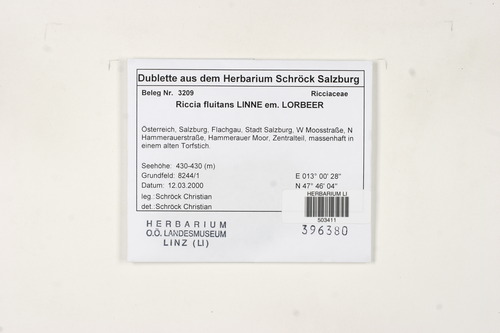 Dublette aus dem Herbarium Schröck Salzburg
Beleg Nr. 3209 Ricciaceae
Riccia fluitans LINNE em. LORBEER
Österreich, Salzburg, Flachgau, Stadt Salzburg, W Moosstraße, N
Hammerauerstraße, Hammerauer Moor, Zentralteil, massenhaft in
einem alten Torfstich
Seehöhe: 430-430 (m)
Grundfeld: 8244/1 E 013° 00' 28"
Datum: 12.03.2000 N 47° 46' 04"
leg.: Schröck Christian
det.: Schröck Christian
HERBARIUM LI
503411
HERBARIUM
O.Ö. LANDESMUSEUM
LINZ (LI)
396380